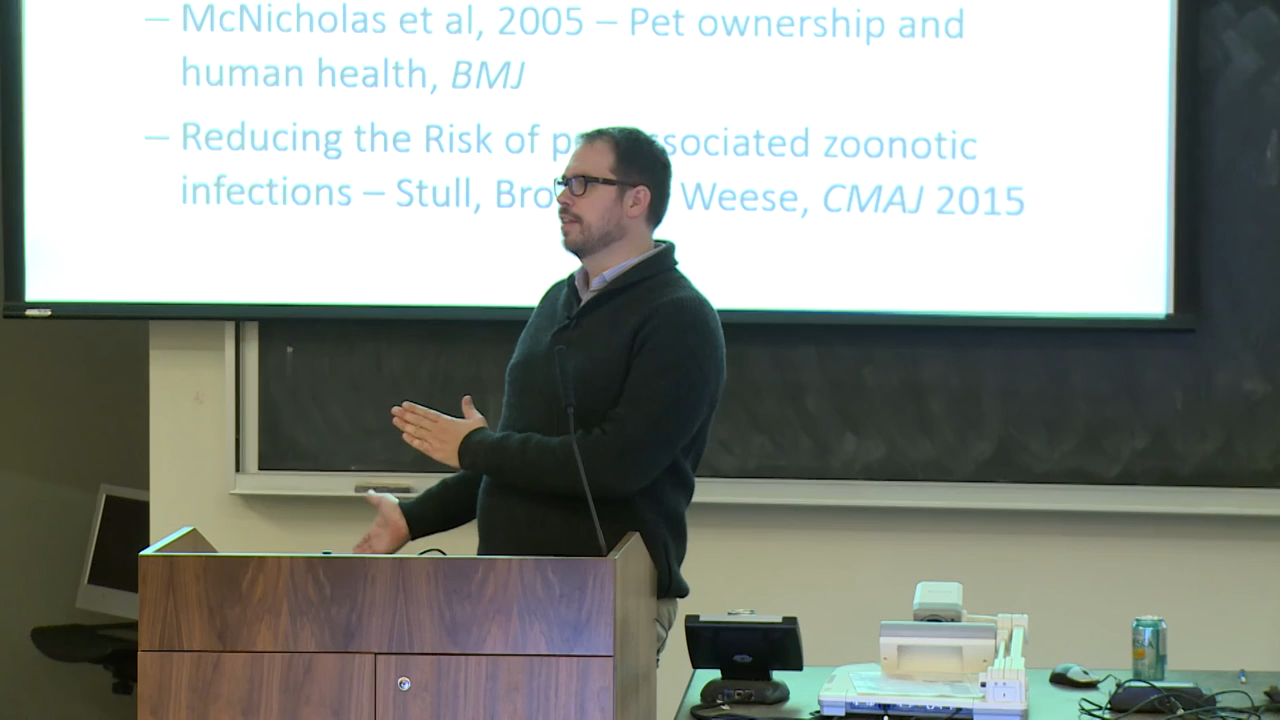 – McNicholas et al, 2005 – Pet ownership and
human health, BMJ
– Reducing the Risk of p ssociated zoonotic
infections – Stull, Bro Weese, CMAJ 2015